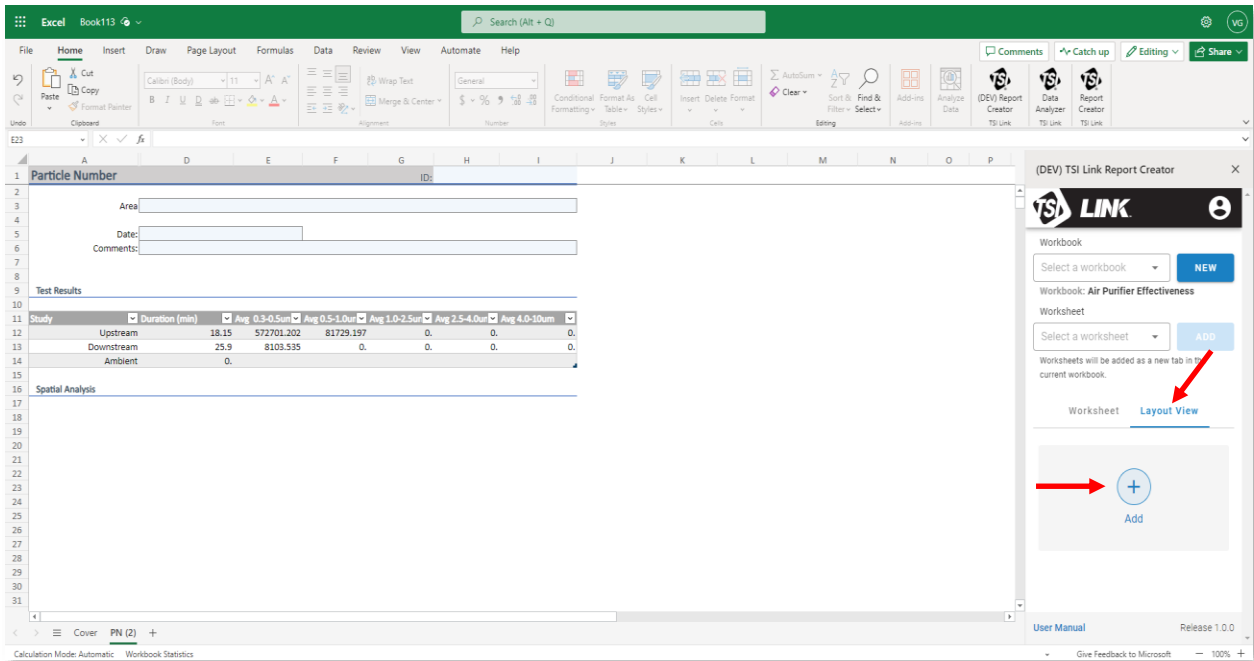 Excel Book113 Search (Alt + Q) VG
File Home Insert Draw Page Layout Formulas Data Review View Automate Help Comments Catch up Editing Share
Paste Cut Copy Format Painter
Calibri (Body) 11 A^ A˅
B I U D ab A
Wrap Text
Merge & Center
General
$ % 9 .00
Conditional Formatting Format As Table Cell Styles
Insert Delete Format
AutoSum
Clear
Sort & Filter Find & Select
Add-ins
Analyze Data
(DEV) Report Creator
Data Analyzer
Report Creator
Undo Clipboard Font Alignment Number Styles Cells Editing Add-ins TSI Link TSI Link TSI Link
E23 fx
A D E F G H I J K L M N O P
1 Particle Number ID:
2
3 Area
4
5 Date:
6 Comments:
7
8
9 Test Results
10
11 Study Duration (min) Avg 0.3-0.5um Avg 0.5-1.0ur Avg 1.0-2.5ur Avg 2.5-4.0ur Avg 4.0-10um
12 Upstream 18.15 572701.202 81729.197 0. 0. 0.
13 Downstream 25.9 8103.535 0. 0. 0. 0.
14 Ambient 0.
15
16 Spatial Analysis
17
18
19
20
21
22
23
24
25
26
27
28
29
30
31
(DEV) TSI Link Report Creator
TSI LINK
Workbook
Select a workbook NEW
Workbook: Air Purifier Effectiveness
Worksheet
Select a worksheet ADD
Worksheets will be added as a new tab in the
current workbook.
Worksheet Layout View
+
Add
User Manual Release 1.0.0
Cover PN (2) +
Calculation Mode: Automatic Workbook Statistics Give Feedback to Microsoft − 100% +